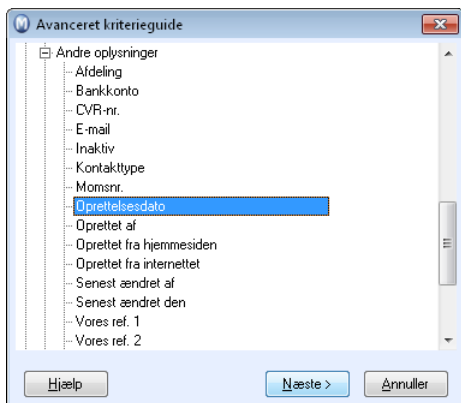 Avanceret kriterieguide
Andre oplysninger
Afdeling
Bankkonto
CVR-nr.
E-mail
Inaktiv
Kontakttype
Momsnr.
Oprettelsesdato
Oprettet af
Oprettet fra hjemmesiden
Oprettet fra internettet
Senest ændret af
Senest ændret den
Vores ref. 1
Vores ref. 2
Hjælp
Næste >
Annuller